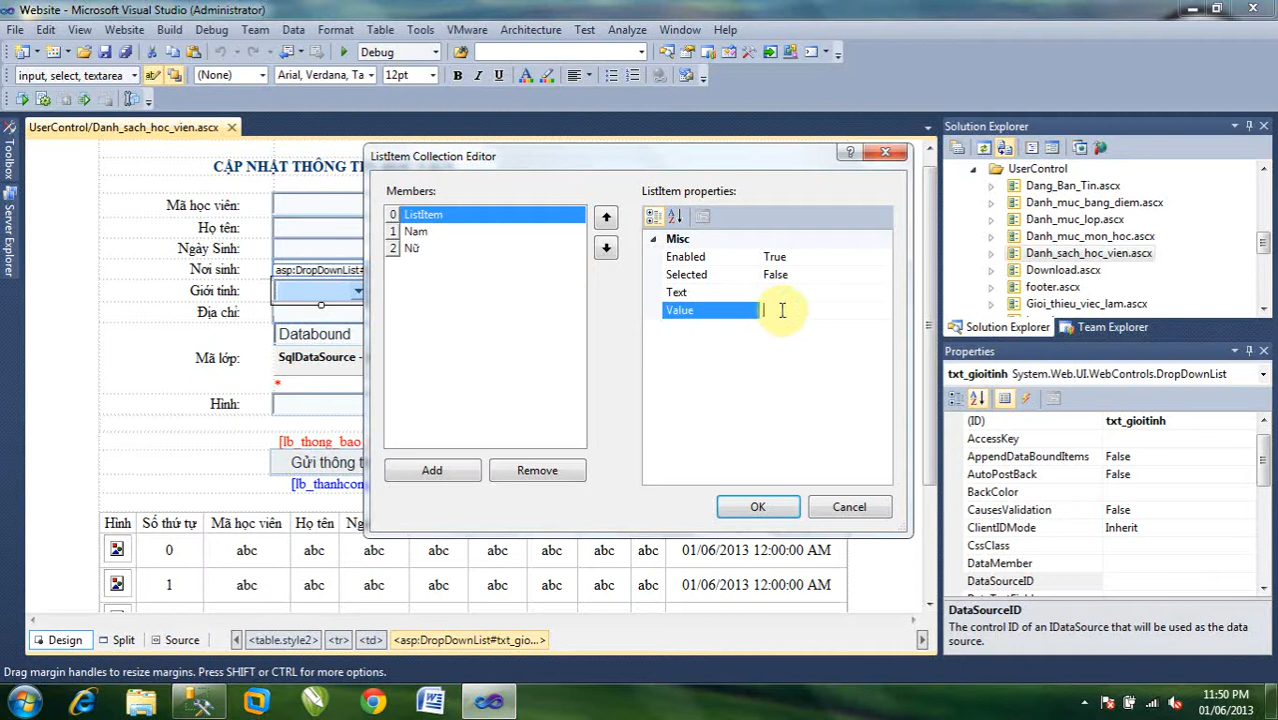 Website - Microsoft Visual Studio (Administrator)
File Edit View Website Build Debug Team Data Format Table Tools VMware Architecture Test Analyze Window Help
Debug
input, select, textarea (None) Arial, Verdana, Ta 12pt B I U A
UserControl/Danh_sach_hoc_vien.ascx
Toolbox
Server Explorer
CẬP NHẬT THÔNG T
Mã học viên:
Họ tên:
Ngày Sinh:
Nơi sinh: asp:DropDownList#
Giới tính:
Địa chỉ:
Databound
Mã lớp: SqlDataSource -
*
Hình:
[lb_thong_bao
Gửi thông t
[lb_thanhcon
Hình Số thứ tự Mã học viên Họ tên Ng
0 abc abc abc abc abc abc abc 01/06/2013 12:00:00 AM
1 abc abc abc abc abc abc abc 01/06/2013 12:00:00 AM
ListItem Collection Editor
Members:
0 ListItem
1 Nam
2 Nữ
Add Remove
ListItem properties:
Misc
Enabled True
Selected False
Text
Value
OK Cancel
Solution Explorer
UserControl
Dang_Ban_Tin.ascx
Danh_muc_bang_diem.ascx
Danh_muc_lop.ascx
Danh_muc_mon_hoc.ascx
Danh_sach_hoc_vien.ascx
Download.ascx
footer.ascx
Gioi_thieu_viec_lam.ascx
Solution Explorer Team Explorer
Properties
txt_gioitinh System.Web.UI.WebControls.DropDownList
(ID) txt_gioitinh
AccessKey
AppendDataBoundItems False
AutoPostBack False
BackColor
CausesValidation False
ClientIDMode Inherit
CssClass
DataMember
DataSourceID
DataSourceID
The control ID of an IDataSource that will be used as the data source.
Design Split Source <table.style2> <tr> <td> <asp:DropDownList#txt_gio...>
Drag margin handles to resize margins. Press SHIFT or CTRL for more options.
11:50 PM
01/06/2013